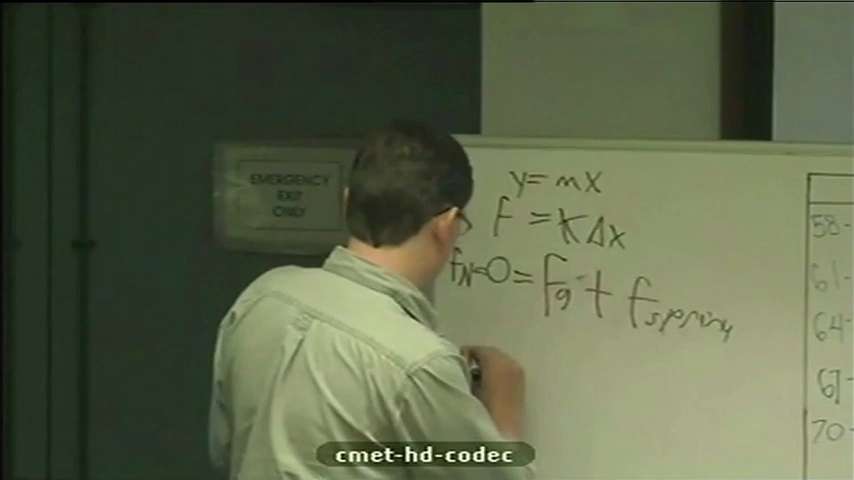 EMERGENCY
EXIT
ONLY
y=mx
F=KΔx
fN=0=Fg+fspring
58-
61-
64-
67-
70-
cmet-hd-codec